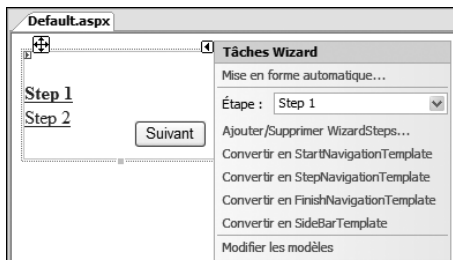 Default.aspx
Tâches Wizard
Mise en forme automatique...
Step 1
Step 2
Suivant
Étape : Step 1
Ajouter/Supprimer WizardSteps...
Convertir en StartNavigationTemplate
Convertir en StepNavigationTemplate
Convertir en FinishNavigationTemplate
Convertir en SideBarTemplate
Modifier les modèles